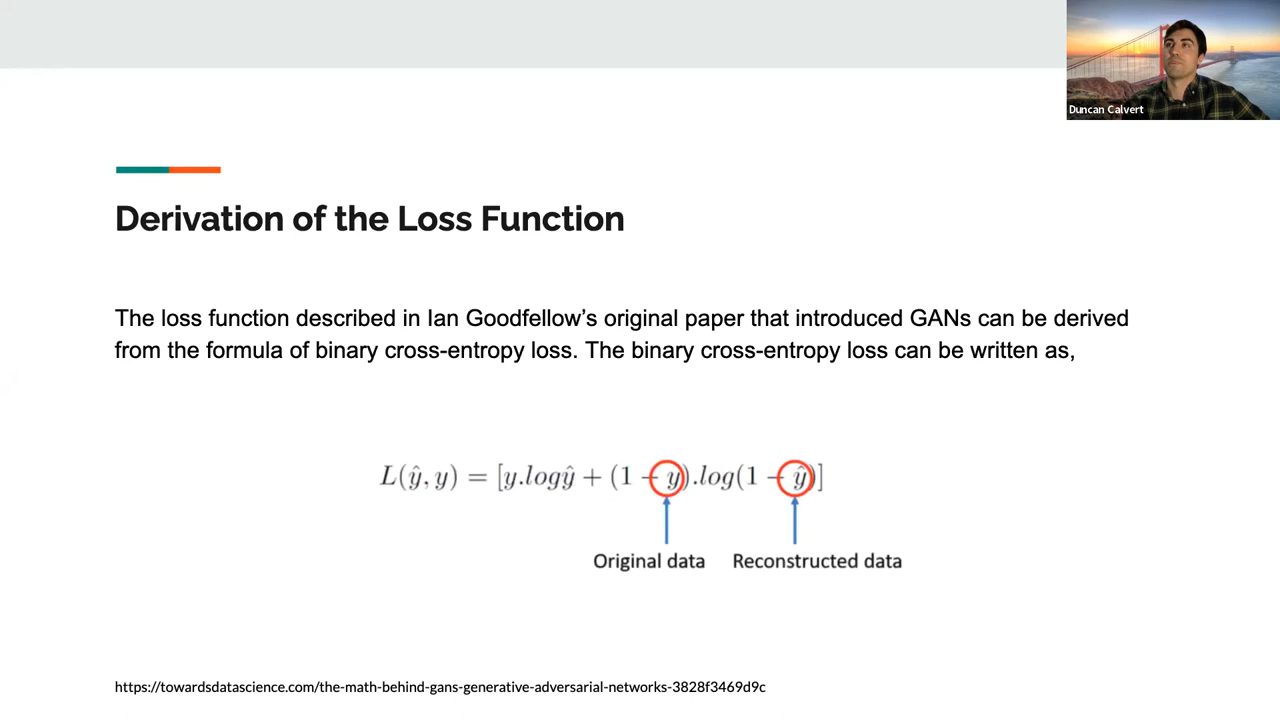 Duncan Calvert
Derivation of the Loss Function
The loss function described in Ian Goodfellow’s original paper that introduced GANs can be derived
from the formula of binary cross-entropy loss. The binary cross-entropy loss can be written as,
L(ŷ, y) = [y.logŷ + (1 − y).log(1 − ŷ)]
Original data Reconstructed data
https://towardsdatascience.com/the-math-behind-gans-generative-adversarial-networks-3828f3469d9c